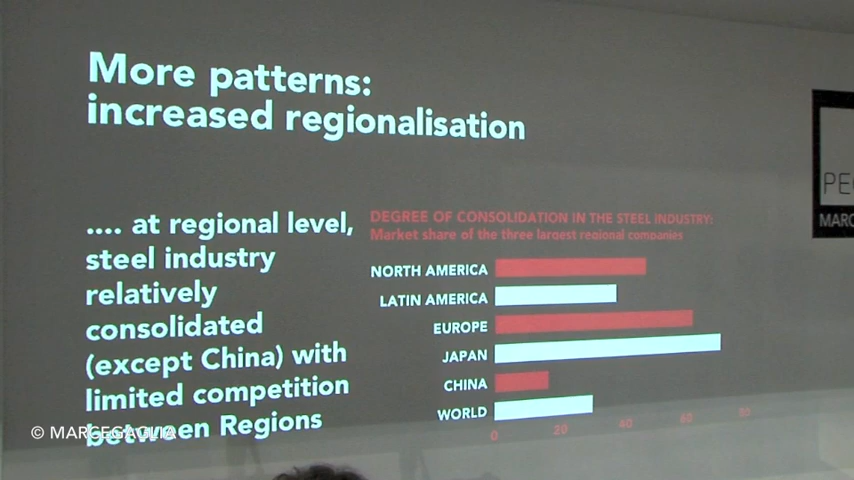 More patterns:
increased regionalisation
.... at regional level,
steel industry
relatively
consolidated
(except China) with
limited competition
between Regions
DEGREE OF CONSOLIDATION IN THE STEEL INDUSTRY:
Market share of the three largest regional companies
NORTH AMERICA
LATIN AMERICA
EUROPE
JAPAN
CHINA
WORLD
0 20 40 60 80
© MARCEGAGLIA